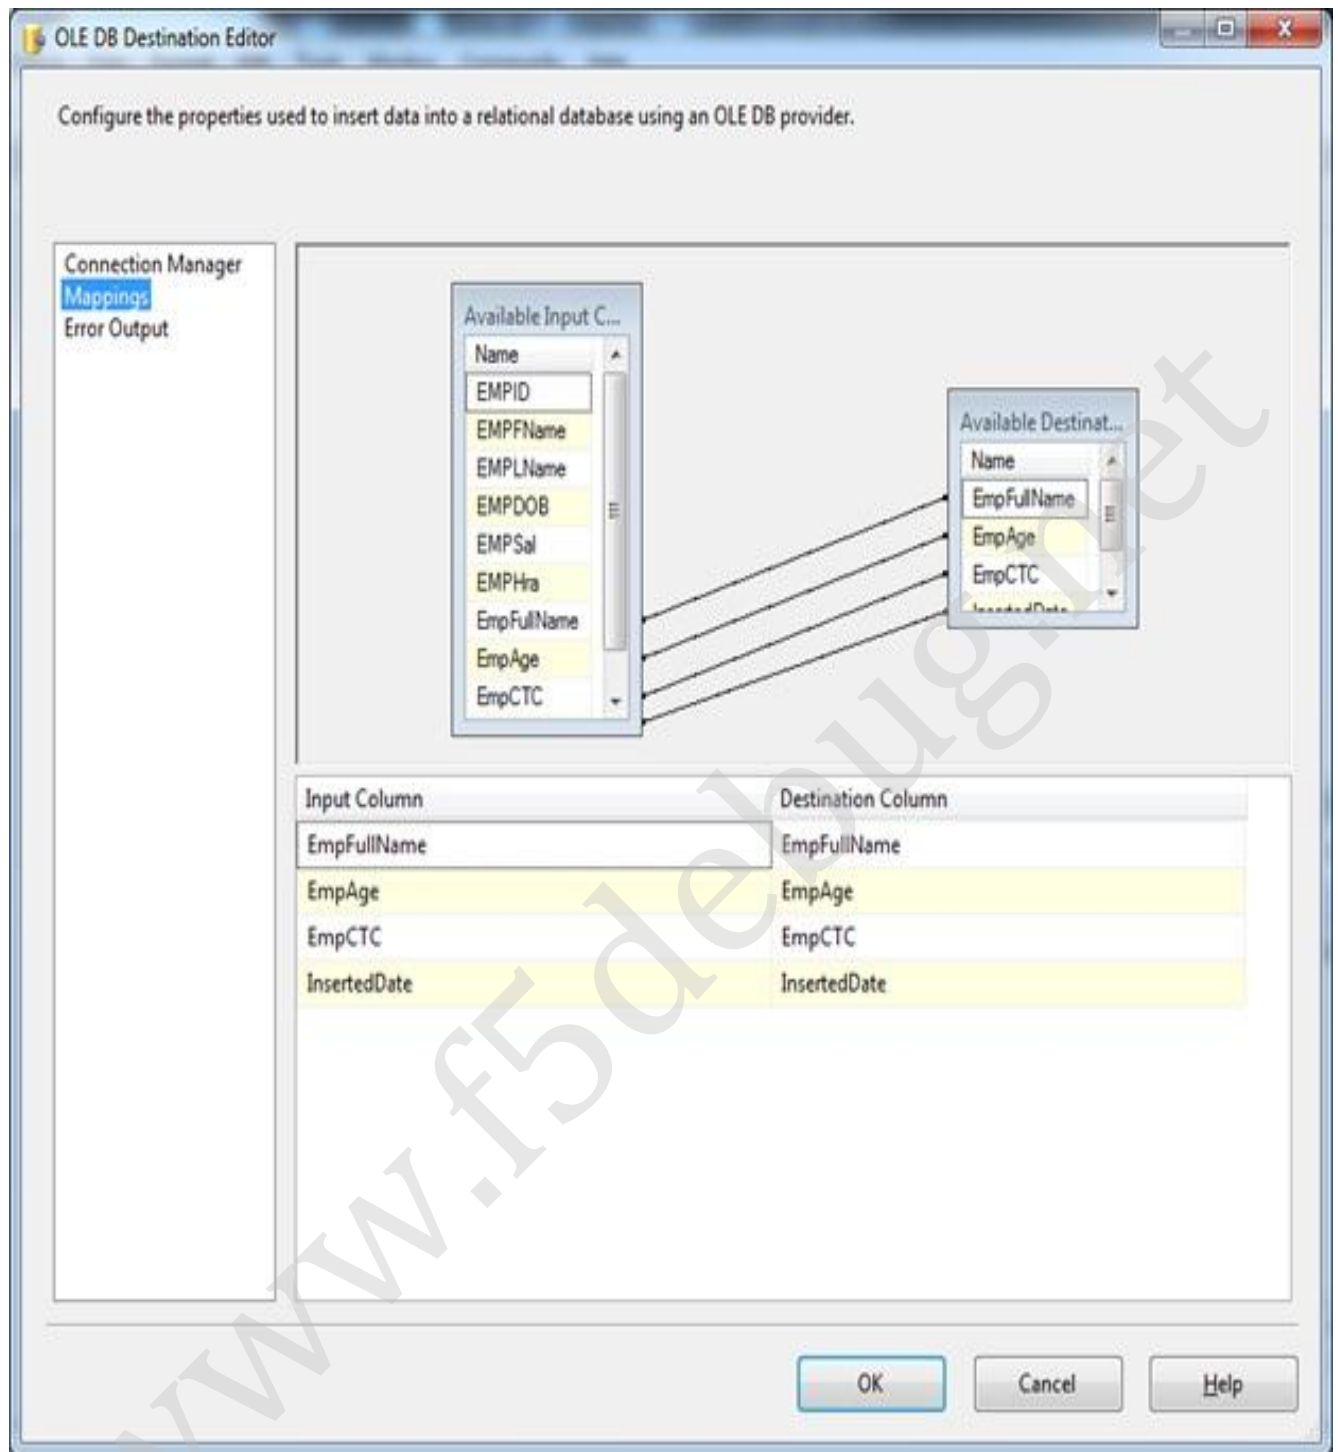 OLE DB Destination Editor
Configure the properties used to insert data into a relational database using an OLE DB provider.
Connection Manager
Mappings
Error Output
Available Input C...
Name
EMPID
EMPFName
EMPLName
EMPDOB
EMPSal
EMPHra
EmpFullName
EmpAge
EmpCTC
Available Destinat...
Name
EmpFullName
EmpAge
EmpCTC
InsertedDate
Input Column Destination Column
EmpFullName EmpFullName
EmpAge EmpAge
EmpCTC EmpCTC
InsertedDate InsertedDate
OK Cancel Help
www.f5debug.net